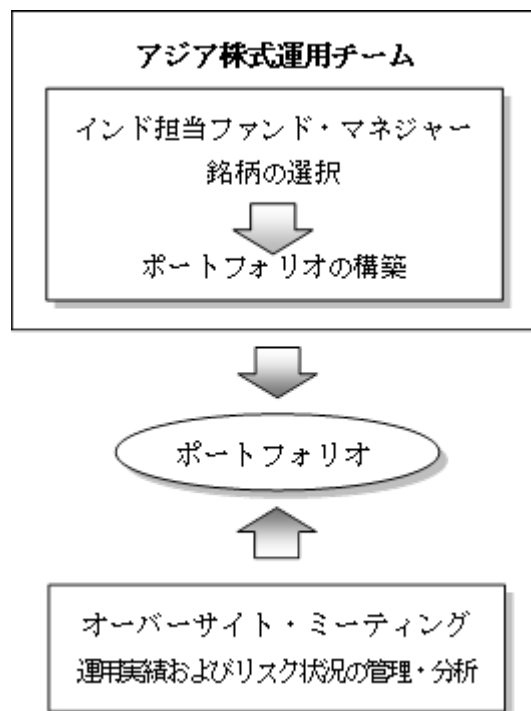 アジア株式運用チーム
インド担当ファンド・マネジャー
銘柄の選択
ポートフォリオの構築
ポートフォリオ
オーバーサイト・ミーティング
運用実績およびリスク状況の管理・分析